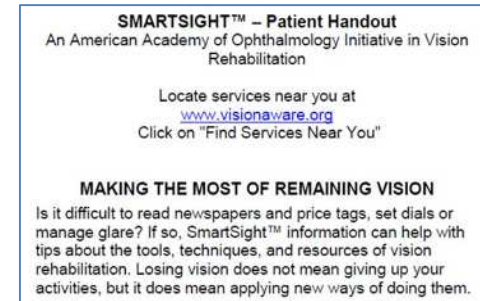 SMARTSIGHT™ – Patient Handout
An American Academy of Ophthalmology Initiative in Vision
Rehabilitation
Locate services near you at
www.visionaware.org
Click on "Find Services Near You"
MAKING THE MOST OF REMAINING VISION
Is it difficult to read newspapers and price tags, set dials or
manage glare? If so, SmartSight™ information can help with
tips about the tools, techniques, and resources of vision
rehabilitation. Losing vision does not mean giving up your
activities, but it does mean applying new ways of doing them.